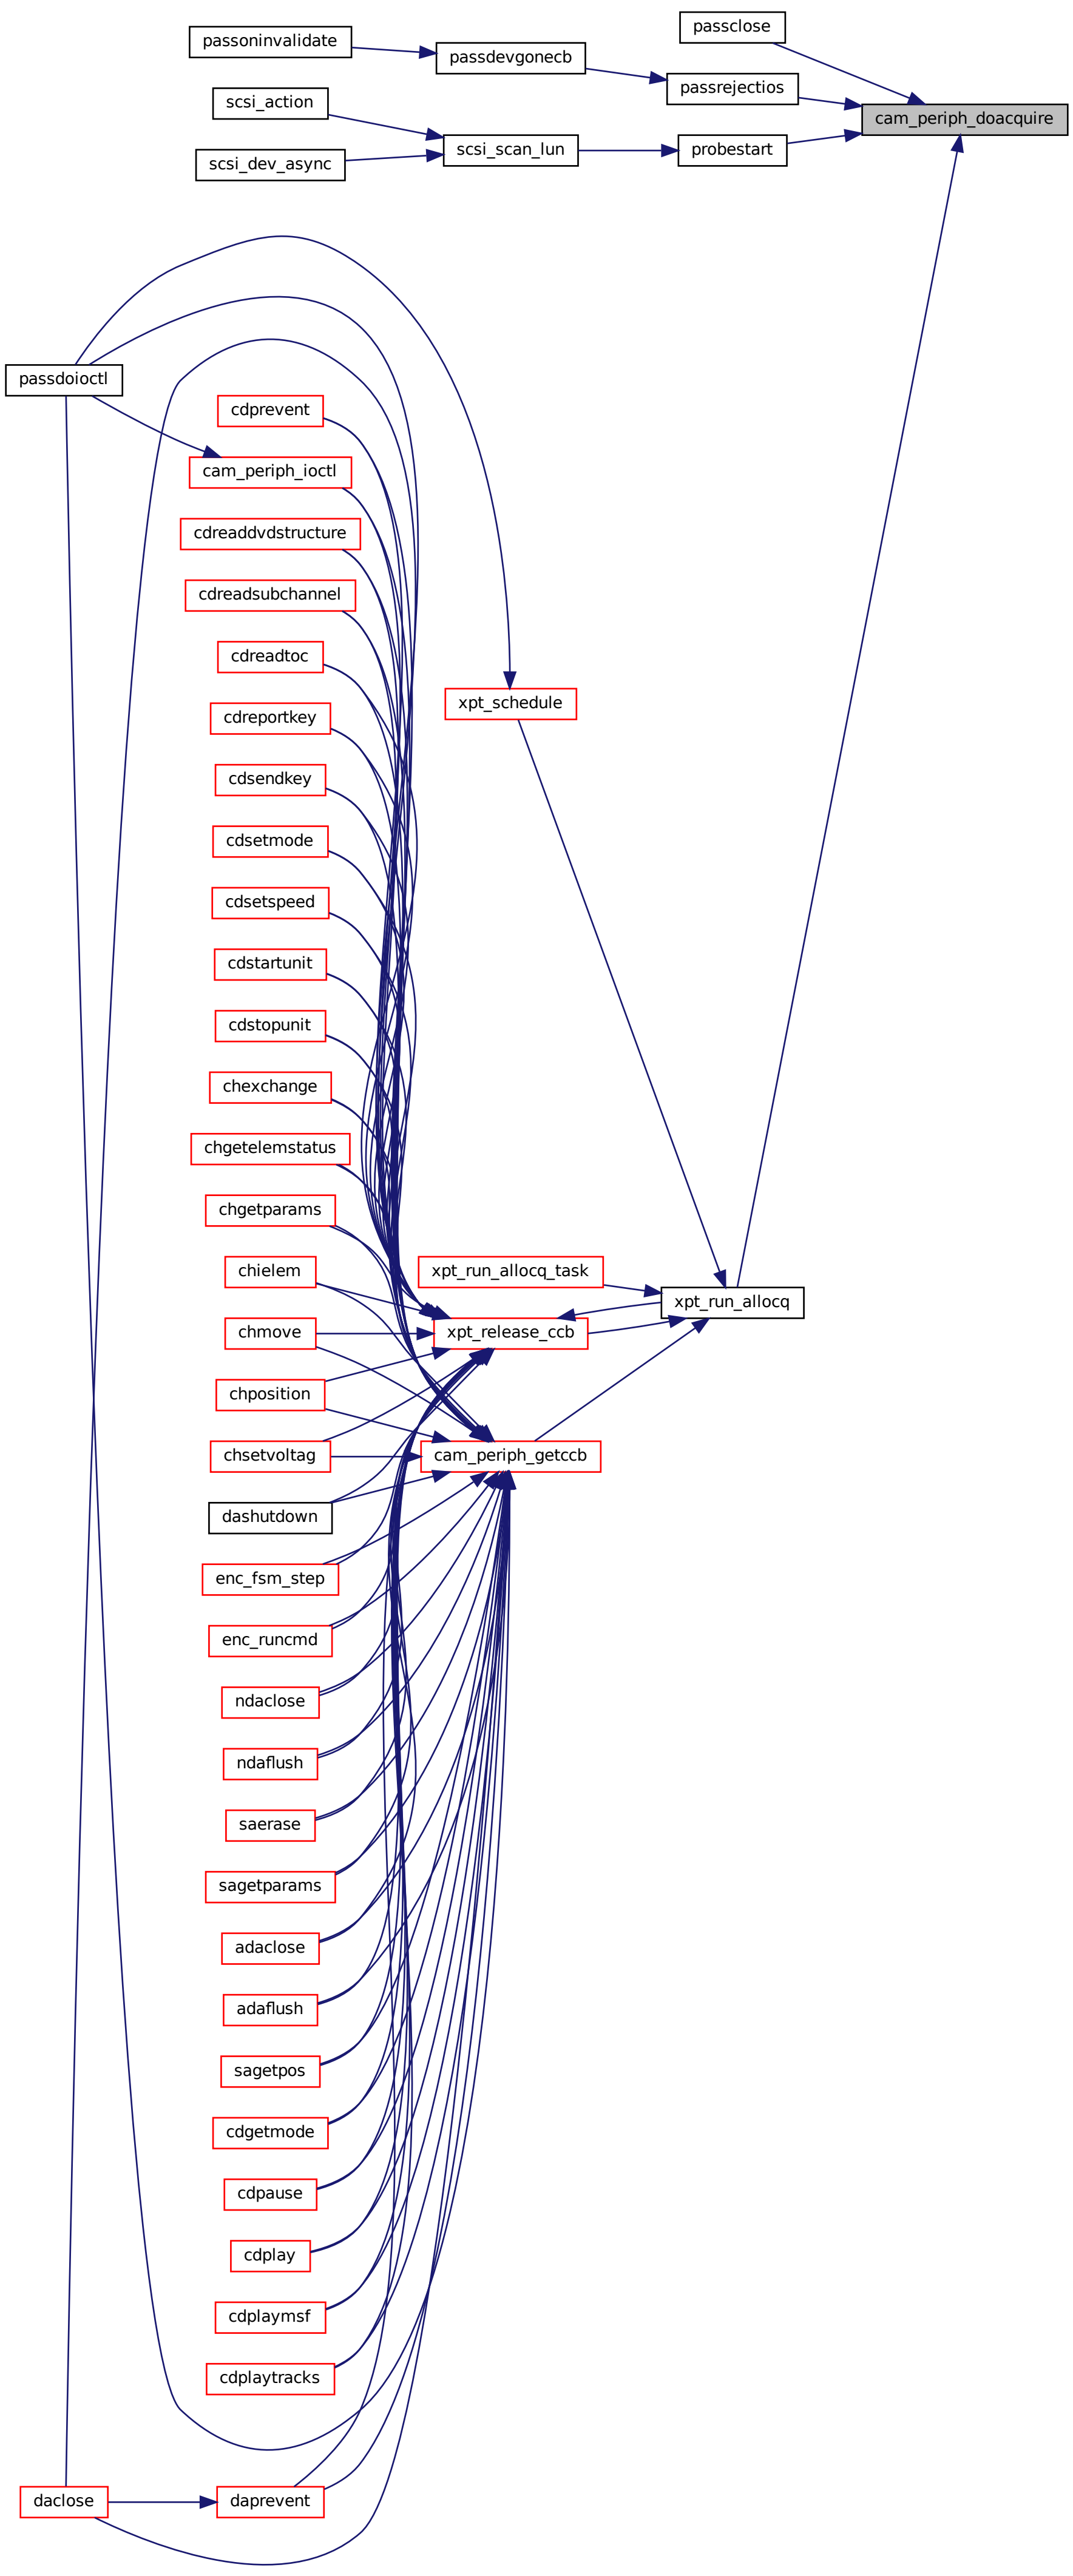 passclose
passoninvalidate
passdevgonecb
passrejectios
scsi_action
cam_periph_doacquire
scsi_scan_lun
probestart
scsi_dev_async
passdoioctl
cdprevent
cam_periph_ioctl
cdreaddvdstructure
cdreadsubchannel
cdreadtoc
xpt_schedule
cdreportkey
cdsendkey
cdsetmode
cdsetspeed
cdstartunit
cdstopunit
chexchange
chgetelemstatus
chgetparams
chielem
xpt_run_allocq_task
xpt_run_allocq
chmove
xpt_release_ccb
chposition
chsetvoltag
cam_periph_getccb
dashutdown
enc_fsm_step
enc_runcmd
ndaclose
ndaflush
saerase
sagetparams
adaclose
adaflush
sagetpos
cdgetmode
cdpause
cdplay
cdplaymsf
cdplaytracks
daclose
daprevent